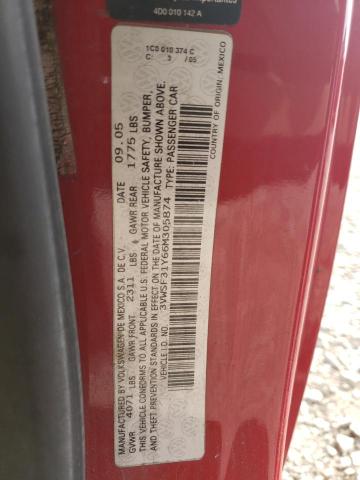 4D0 010 142 A
1C0 010 374 C
C: 3 / 05
MANUFACTURED BY VOLKSWAGEN DE MEXICO S.A. DE C.V. DATE 09.05
GVWR 4071 LBS GAWR FRONT 2311 LBS GAWR REAR 1775 LBS
THIS VEHICLE CONFORMS TO ALL APPLICABLE U.S. FEDERAL MOTOR VEHICLE SAFETY, BUMPER,
AND THEFT PREVENTION STANDARDS IN EFFECT ON THE DATE OF MANUFACTURE SHOWN ABOVE.
VEHICLE I.D. NO. 3VWSF31Y66M305874 TYPE: PASSENGER CAR
COUNTRY OF ORIGIN: MEXICO